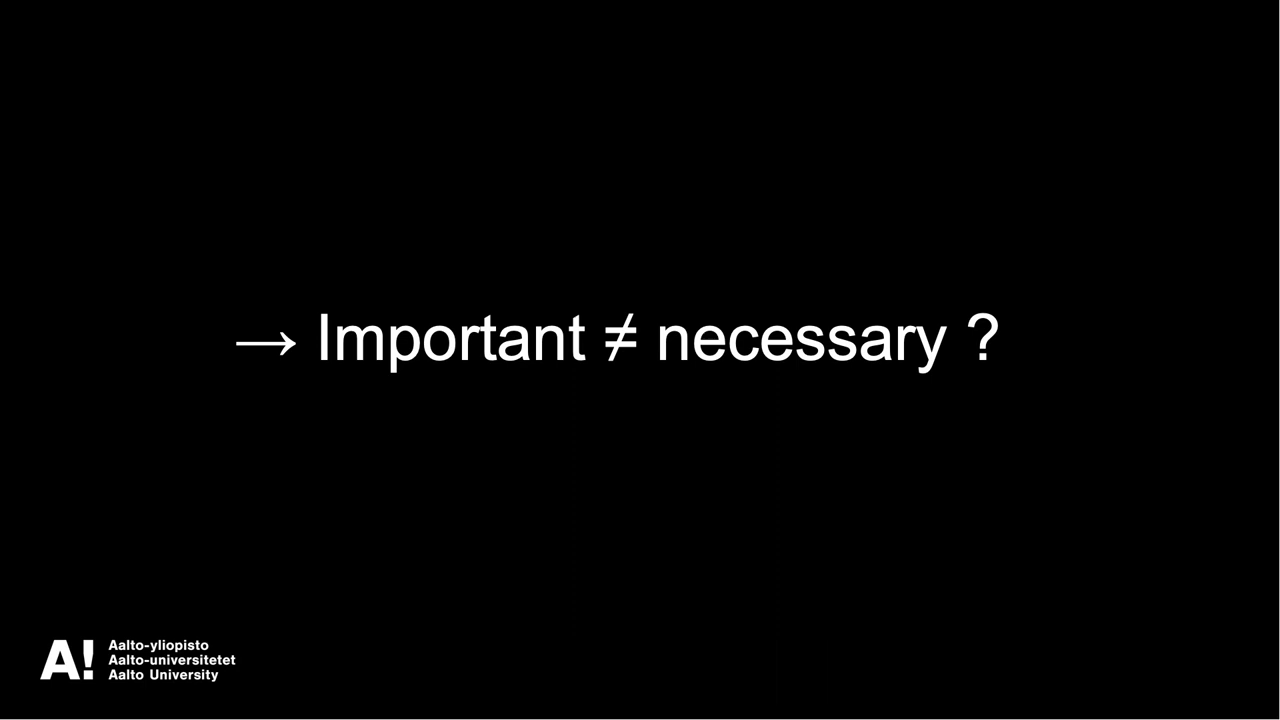 → Important ≠ necessary ?
A! Aalto-yliopisto
Aalto-universitetet
Aalto University